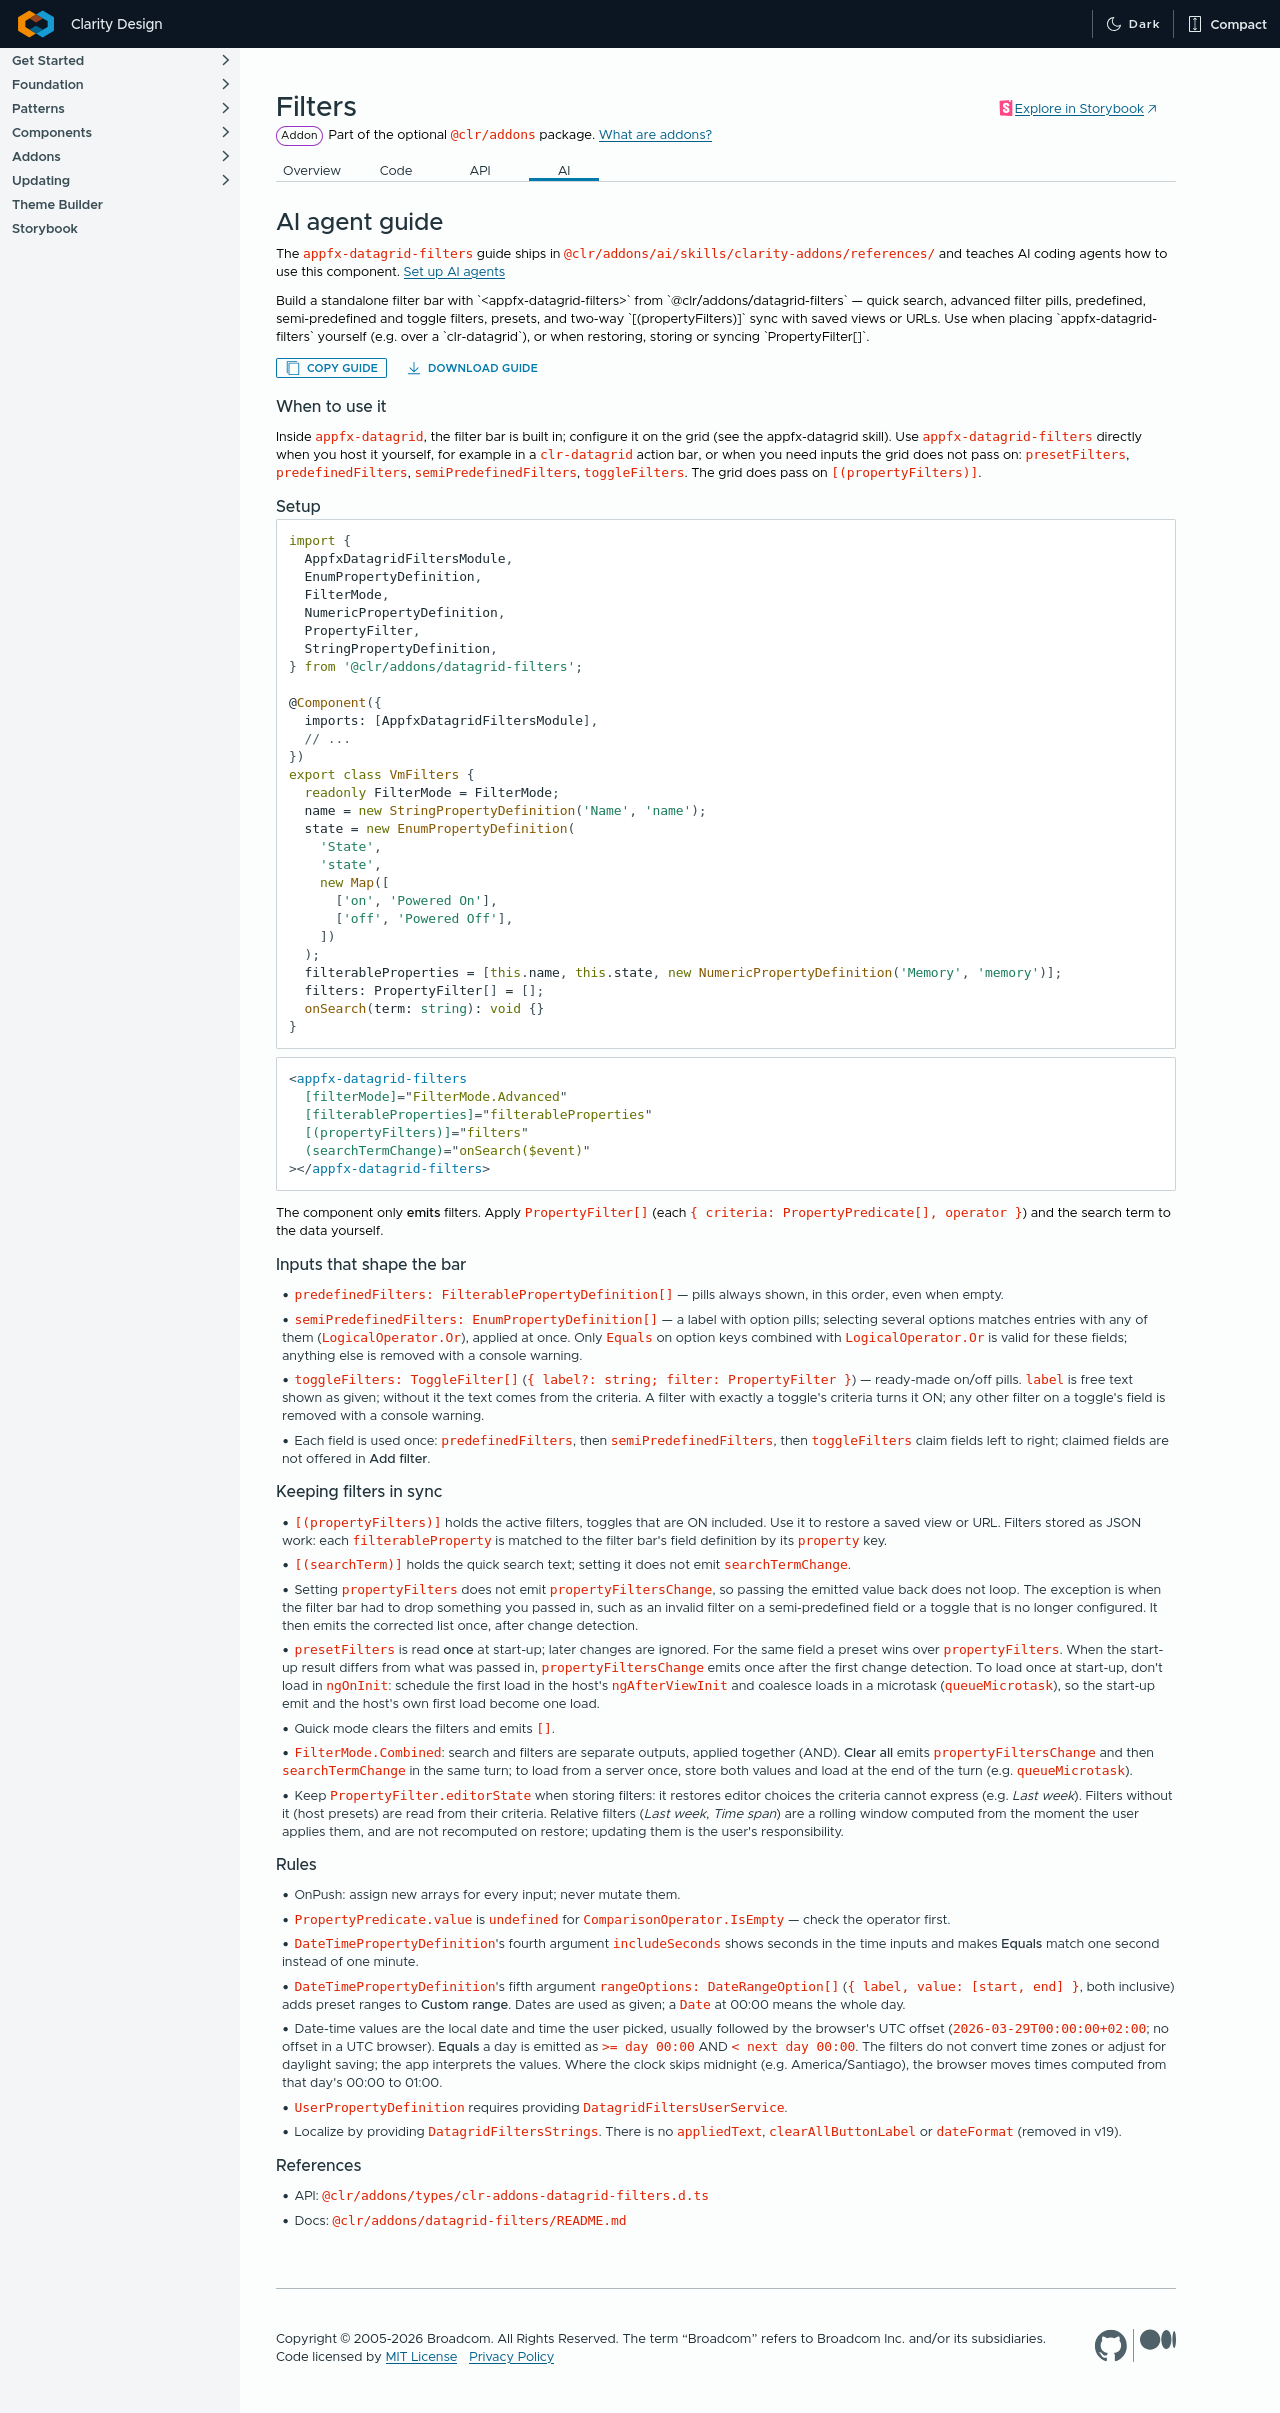 Clarity Design
Dark
Compact
Get Started
Foundation
Patterns
Components
Addons
Updating
Theme Builder
Storybook
Filters
Explore in Storybook ↗
Addon Part of the optional @clr/addons package. What are addons?
Overview Code API AI
AI agent guide
The appfx-datagrid-filters guide ships in @clr/addons/ai/skills/clarity-addons/references/ and teaches AI coding agents how to
use this component. Set up AI agents
Build a standalone filter bar with `<appfx-datagrid-filters>` from `@clr/addons/datagrid-filters` — quick search, advanced filter pills, predefined,
semi-predefined and toggle filters, presets, and two-way `[(propertyFilters)]` sync with saved views or URLs. Use when placing `appfx-datagrid-
filters` yourself (e.g. over a `clr-datagrid`), or when restoring, storing or syncing `PropertyFilter[]`.
COPY GUIDE DOWNLOAD GUIDE
When to use it
Inside appfx-datagrid, the filter bar is built in; configure it on the grid (see the appfx-datagrid skill). Use appfx-datagrid-filters directly
when you host it yourself, for example in a clr-datagrid action bar, or when you need inputs the grid does not pass on: presetFilters,
predefinedFilters, semiPredefinedFilters, toggleFilters. The grid does pass on [(propertyFilters)].
Setup
import {
  AppfxDatagridFiltersModule,
  EnumPropertyDefinition,
  FilterMode,
  NumericPropertyDefinition,
  PropertyFilter,
  StringPropertyDefinition,
} from '@clr/addons/datagrid-filters';
@Component({
  imports: [AppfxDatagridFiltersModule],
  // ...
})
export class VmFilters {
  readonly FilterMode = FilterMode;
  name = new StringPropertyDefinition('Name', 'name');
  state = new EnumPropertyDefinition(
    'State',
    'state',
    new Map([
      ['on', 'Powered On'],
      ['off', 'Powered Off'],
    ])
  );
  filterableProperties = [this.name, this.state, new NumericPropertyDefinition('Memory', 'memory')];
  filters: PropertyFilter[] = [];
  onSearch(term: string): void {}
}
<appfx-datagrid-filters
  [filterMode]="FilterMode.Advanced"
  [filterableProperties]="filterableProperties"
  [(propertyFilters)]="filters"
  (searchTermChange)="onSearch($event)"
></appfx-datagrid-filters>
The component only emits filters. Apply PropertyFilter[] (each { criteria: PropertyPredicate[], operator }) and the search term to
the data yourself.
Inputs that shape the bar
• predefinedFilters: FilterablePropertyDefinition[] — pills always shown, in this order, even when empty.
• semiPredefinedFilters: EnumPropertyDefinition[] — a label with option pills; selecting several options matches entries with any of
them (LogicalOperator.Or), applied at once. Only Equals on option keys combined with LogicalOperator.Or is valid for these fields;
anything else is removed with a console warning.
• toggleFilters: ToggleFilter[] ({ label?: string; filter: PropertyFilter }) — ready-made on/off pills. label is free text
shown as given; without it the text comes from the criteria. A filter with exactly a toggle's criteria turns it ON; any other filter on a toggle's field is
removed with a console warning.
• Each field is used once: predefinedFilters, then semiPredefinedFilters, then toggleFilters claim fields left to right; claimed fields are
not offered in Add filter.
Keeping filters in sync
• [(propertyFilters)] holds the active filters, toggles that are ON included. Use it to restore a saved view or URL. Filters stored as JSON
work: each filterableProperty is matched to the filter bar's field definition by its property key.
• [(searchTerm)] holds the quick search text; setting it does not emit searchTermChange.
• Setting propertyFilters does not emit propertyFiltersChange, so passing the emitted value back does not loop. The exception is when
the filter bar had to drop something you passed in, such as an invalid filter on a semi-predefined field or a toggle that is no longer configured. It
then emits the corrected list once, after change detection.
• presetFilters is read once at start-up; later changes are ignored. For the same field a preset wins over propertyFilters. When the start-
up result differs from what was passed in, propertyFiltersChange emits once after the first change detection. To load once at start-up, don't
load in ngOnInit: schedule the first load in the host's ngAfterViewInit and coalesce loads in a microtask (queueMicrotask), so the start-up
emit and the host's own first load become one load.
• Quick mode clears the filters and emits [].
• FilterMode.Combined: search and filters are separate outputs, applied together (AND). Clear all emits propertyFiltersChange and then
searchTermChange in the same turn; to load from a server once, store both values and load at the end of the turn (e.g. queueMicrotask).
• Keep PropertyFilter.editorState when storing filters: it restores editor choices the criteria cannot express (e.g. Last week). Filters without
it (host presets) are read from their criteria. Relative filters (Last week, Time span) are a rolling window computed from the moment the user
applies them, and are not recomputed on restore; updating them is the user's responsibility.
Rules
• OnPush: assign new arrays for every input; never mutate them.
• PropertyPredicate.value is undefined for ComparisonOperator.IsEmpty — check the operator first.
• DateTimePropertyDefinition's fourth argument includeSeconds shows seconds in the time inputs and makes Equals match one second
instead of one minute.
• DateTimePropertyDefinition's fifth argument rangeOptions: DateRangeOption[] ({ label, value: [start, end] }, both inclusive)
adds preset ranges to Custom range. Dates are used as given; a Date at 00:00 means the whole day.
• Date-time values are the local date and time the user picked, usually followed by the browser's UTC offset (2026-03-29T00:00:00+02:00; no
offset in a UTC browser). Equals a day is emitted as >= day 00:00 AND < next day 00:00. The filters do not convert time zones or adjust for
daylight saving; the app interprets the values. Where the clock skips midnight (e.g. America/Santiago), the browser moves times computed from
that day's 00:00 to 01:00.
• UserPropertyDefinition requires providing DatagridFiltersUserService.
• Localize by providing DatagridFiltersStrings. There is no appliedText, clearAllButtonLabel or dateFormat (removed in v19).
References
• API: @clr/addons/types/clr-addons-datagrid-filters.d.ts
• Docs: @clr/addons/datagrid-filters/README.md
Copyright © 2005-2026 Broadcom. All Rights Reserved. The term “Broadcom” refers to Broadcom Inc. and/or its subsidiaries.
Code licensed by MIT License Privacy Policy